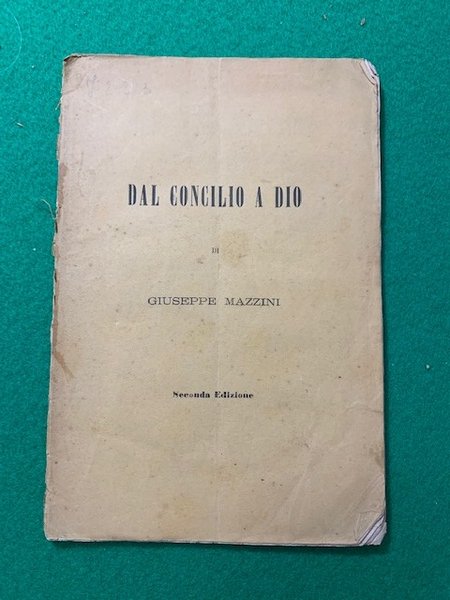 DAL CONCILIO A DIO
DI
GIUSEPPE MAZZINI
Seconda Edizione